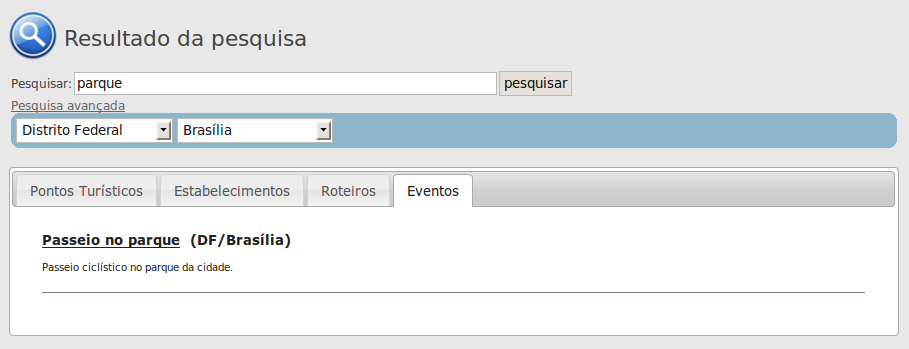 Resultado da pesquisa
Pesquisar: parque pesquisar
Pesquisa avançada
Distrito Federal Brasília
Pontos Turísticos Estabelecimentos Roteiros Eventos
Passeio no parque (DF/Brasília)
Passeio ciclístico no parque da cidade.